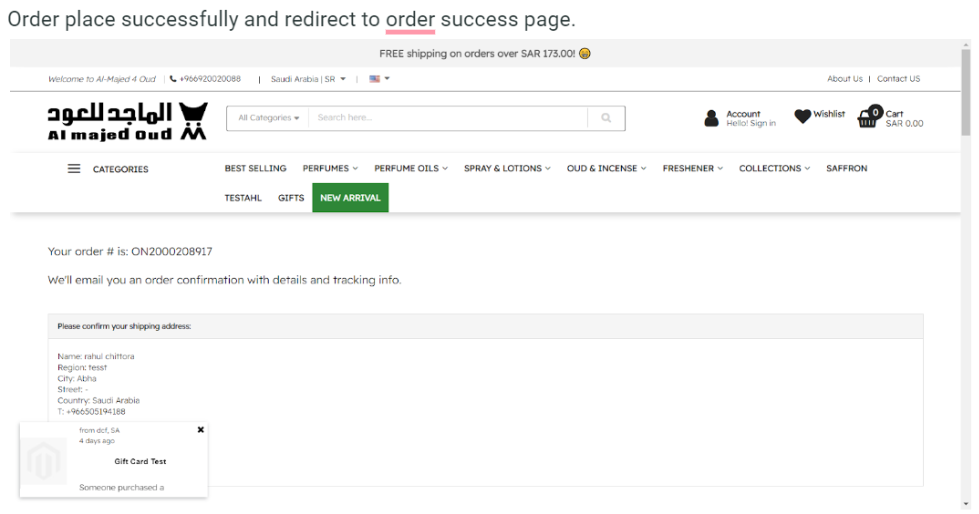 Order place successfully and redirect to order success page.
FREE shipping on orders over SAR 173.00! 😁
Welcome to Al-Majed 4 Oud | +966920020088 | Saudi Arabia | SR |
About Us | Contact US
الماجد للعود
Al majed Oud
All Categories
Search here...
Account
Hello! Sign in
Wishlist
0
Cart
SAR 0.00
CATEGORIES
BEST SELLING PERFUMES PERFUME OILS SPRAY & LOTIONS OUD & INCENSE FRESHENER COLLECTIONS SAFFRON
TESTAHL GIFTS NEW ARRIVAL
Your order # is: ON2000208917
We'll email you an order confirmation with details and tracking info.
Please confirm your shipping address:
Name: rahul chittora
Region: tesst
City: Abha
Street: -
Country: Saudi Arabia
T: +966505194188
from dcf, SA
4 days ago
Gift Card Test
Someone purchased a